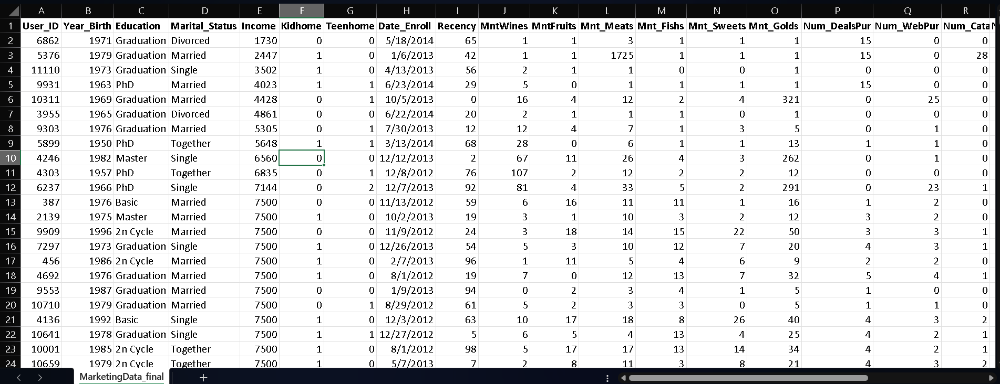 A B C D E F G H I J K L M N O P Q R
1 User_ID Year_Birth Education Marital_Status Income Kidhome Teenhome Date_Enroll Recency MntWines MntFruits Mnt_Meats Mnt_Fishs Mnt_Sweets Mnt_Golds Num_DealsPur Num_WebPur Num_Cata N
2 6862 1971 Graduation Divorced 1730 0 0 5/18/2014 65 1 1 3 1 1 1 15 0 0
3 5376 1979 Graduation Married 2447 1 0 1/6/2013 42 1 1 1725 1 1 1 15 0 28
4 11110 1973 Graduation Single 3502 1 0 4/13/2013 56 2 1 1 0 0 1 0 0 0
5 9931 1963 PhD Married 4023 1 1 6/23/2014 29 5 0 1 1 1 1 15 0 0
6 10311 1969 Graduation Married 4428 0 1 10/5/2013 0 16 4 12 2 4 321 0 25 0
7 3955 1965 Graduation Divorced 4861 0 0 6/22/2014 20 2 1 1 1 0 1 0 0 0
8 9303 1976 Graduation Married 5305 0 1 7/30/2013 12 12 4 7 1 3 5 0 1 0
9 5899 1950 PhD Together 5648 1 1 3/13/2014 68 28 0 6 1 1 13 1 1 0
10 4246 1982 Master Single 6560 0 0 12/12/2013 2 67 11 26 4 3 262 0 1 0
11 4303 1957 PhD Together 6835 0 1 12/8/2012 76 107 2 12 2 2 12 0 0 0
12 6237 1966 PhD Single 7144 0 2 12/7/2013 92 81 4 33 5 2 291 0 23 1
13 387 1976 Basic Married 7500 0 0 11/13/2012 59 6 16 11 11 1 16 1 2 0
14 2139 1975 Master Married 7500 1 0 10/2/2013 19 3 1 10 3 2 12 3 2 0
15 9909 1996 2n Cycle Married 7500 0 0 11/9/2012 24 3 18 14 15 22 50 3 3 1
16 7297 1973 Graduation Single 7500 1 0 12/26/2013 54 5 3 10 12 7 20 4 3 1
17 456 1986 2n Cycle Married 7500 1 0 2/7/2013 96 1 11 5 4 6 9 2 2 0
18 4692 1976 Graduation Married 7500 1 0 8/1/2012 19 7 0 12 13 7 32 5 4 1
19 9553 1987 Graduation Married 7500 0 0 1/9/2013 94 0 2 3 4 1 5 1 0 0
20 10710 1979 Graduation Married 7500 0 1 8/29/2012 61 5 2 3 3 0 5 1 1 0
21 4136 1992 Basic Single 7500 1 0 12/3/2012 63 10 17 18 8 26 40 4 3 2
22 10641 1978 Graduation Single 7500 1 1 12/27/2012 5 6 5 4 13 4 25 4 2 1
23 10001 1985 2n Cycle Together 7500 1 0 8/1/2012 98 5 17 17 13 14 34 4 2 1
24 10659 1979 2n Cycle Together 7500 1 0 5/7/2013 7 2 8 11 3 8 21 4 3 2
MarketingData_final